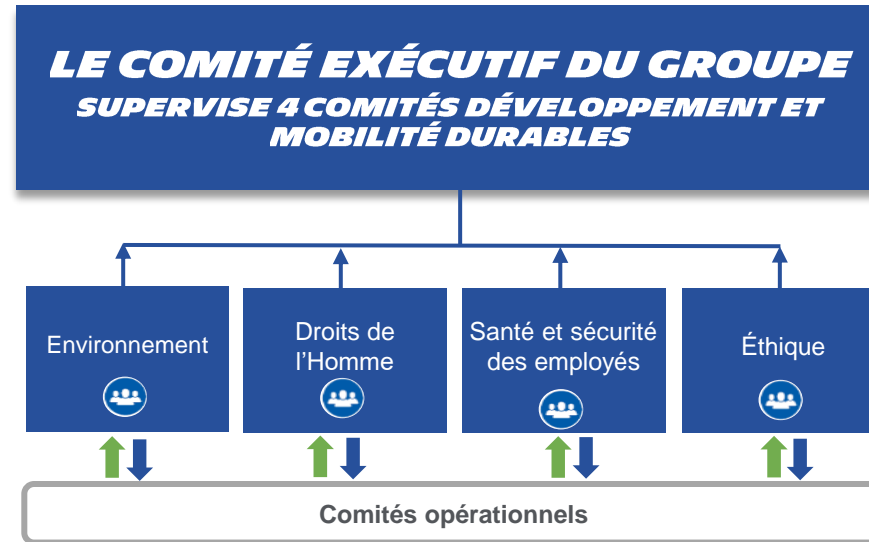 LE COMITÉ EXÉCUTIF DU GROUPE
SUPERVISE 4 COMITÉS DÉVELOPPEMENT ET
MOBILITÉ DURABLES
Environnement
Droits de
l'Homme
Santé et sécurité
des employés
Éthique
Comités opérationnels